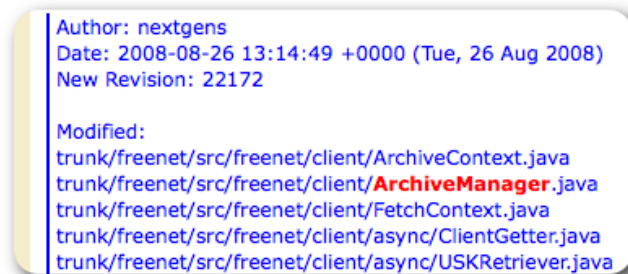 Author: nextgens
Date: 2008-08-26 13:14:49 +0000 (Tue, 26 Aug 2008)
New Revision: 22172
Modified:
trunk/freenet/src/freenet/client/ArchiveContext.java
trunk/freenet/src/freenet/client/ArchiveManager.java
trunk/freenet/src/freenet/client/FetchContext.java
trunk/freenet/src/freenet/client/async/ClientGetter.java
trunk/freenet/src/freenet/client/async/USKRetriever.java